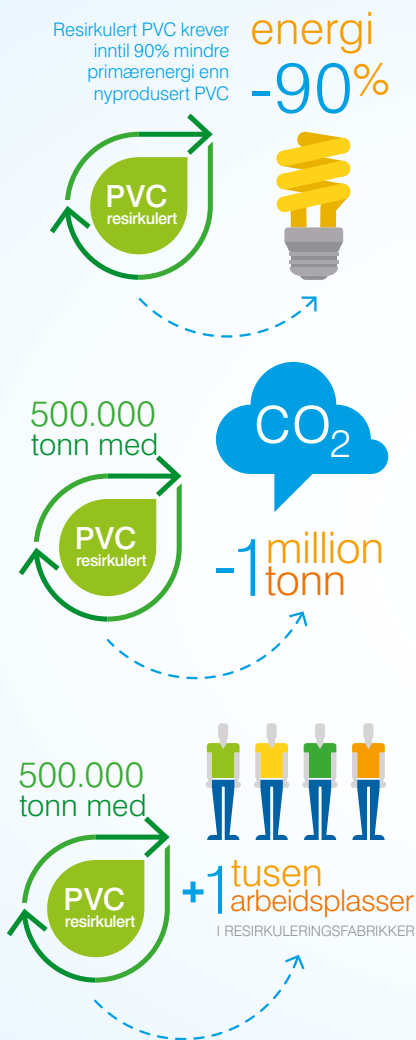 Resirkulert PVC krever
inntil 90% mindre
primærenergi enn
nyprodusert PVC
energi
-90%
PVC
resirkulert
500.000
tonn med
PVC
resirkulert
CO₂
-1 million
tonn
500.000
tonn med
PVC
resirkulert
+1 tusen
arbeidsplasser
I RESIRKULERINGSFABRIKKER